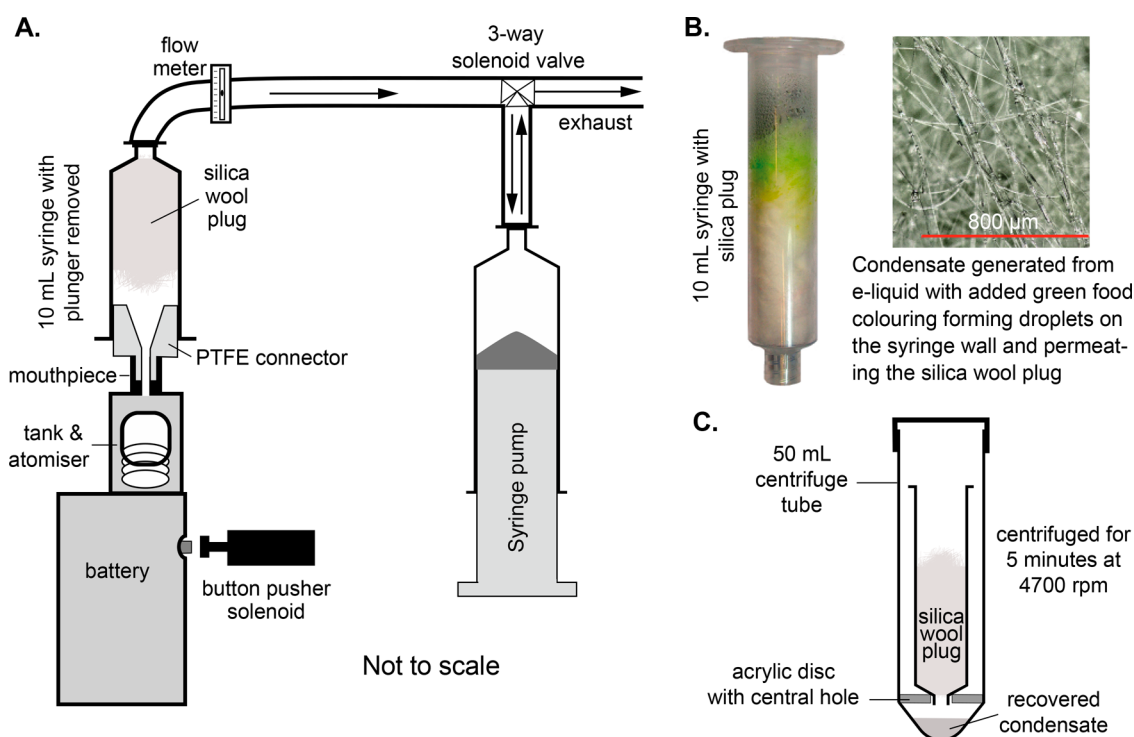 A.
flow
meter
3-way
solenoid valve
exhaust
10 mL syringe with
plunger removed
silica
wool
plug
PTFE connector
mouthpiece
tank &
atomiser
battery
button pusher
solenoid
Syringe pump
Not to scale
B.
10 mL syringe with
silica plug
800 µm
Condensate generated from
e-liquid with added green food
colouring forming droplets on
the syringe wall and permeat-
ing the silica wool plug
C.
50 mL
centrifuge
tube
centrifuged for
5 minutes at
4700 rpm
silica
wool
plug
acrylic disc
with central hole
recovered
condensate